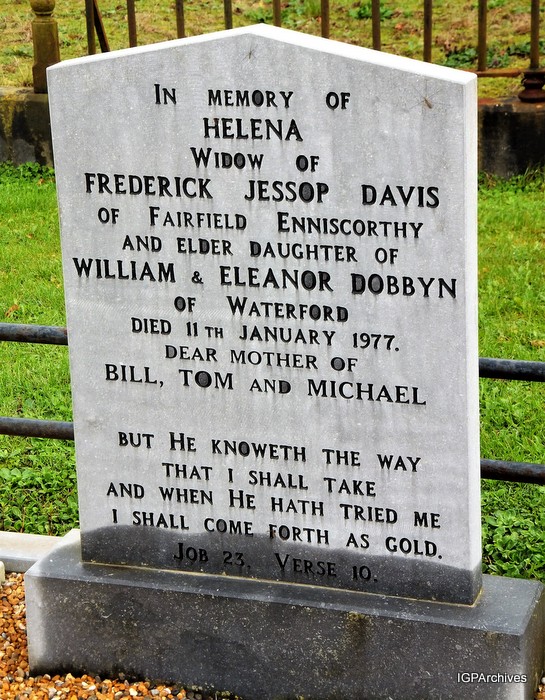 In memory of
HELENA
Widow of
FREDERICK JESSOP DAVIS
of Fairfield Enniscorthy
and elder daughter of
WILLIAM & ELEANOR DOBBYN
of Waterford
died 11th January 1977.
dear mother of
BILL, TOM and MICHAEL
but He knoweth the way
that I shall take
and when He hath tried me
I shall come forth as gold.
Job 23. Verse 10.
IGPArchives